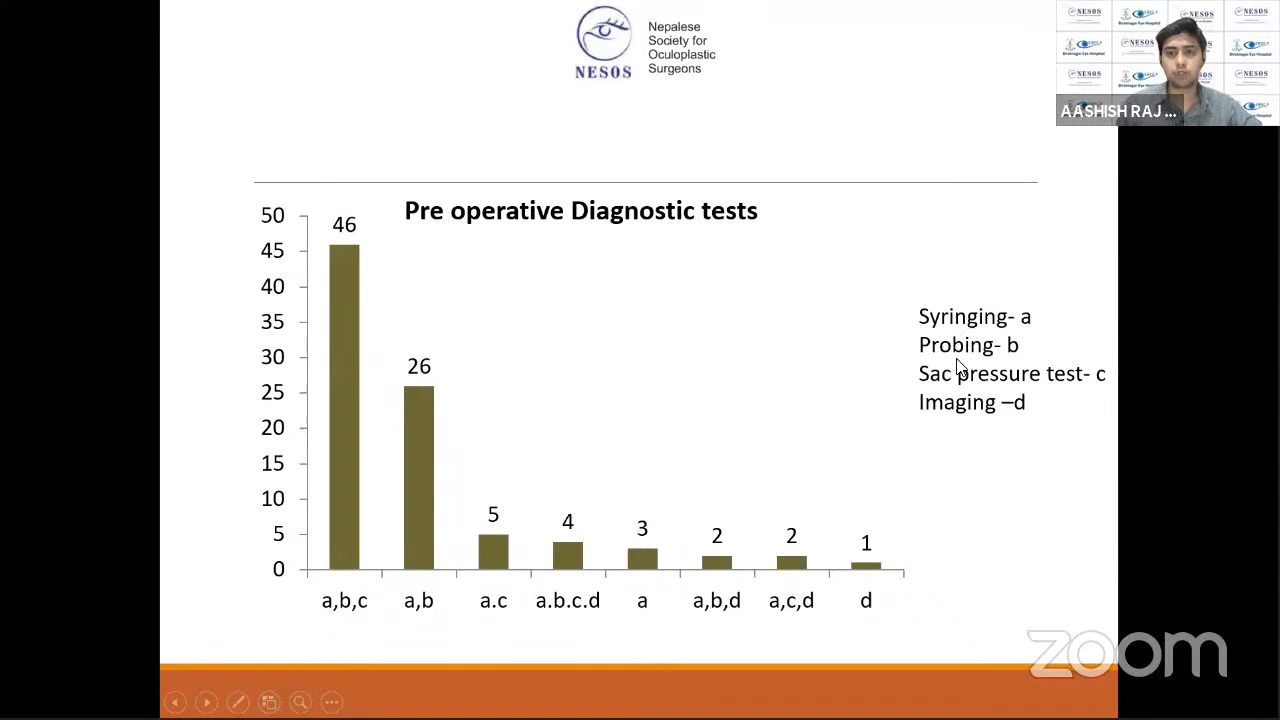 NESOS
Nepalese
Society for
Oculoplastic
Surgeons
AASHISH RAJ ...
Pre operative Diagnostic tests
50
45
40
35
30
25
20
15
10
5
0
46
26
5
4
3
2
2
1
a,b,c
a,b
a.c
a.b.c.d
a
a,b,d
a,c,d
d
Syringing- a
Probing- b
Sac pressure test- c
Imaging –d
zoom